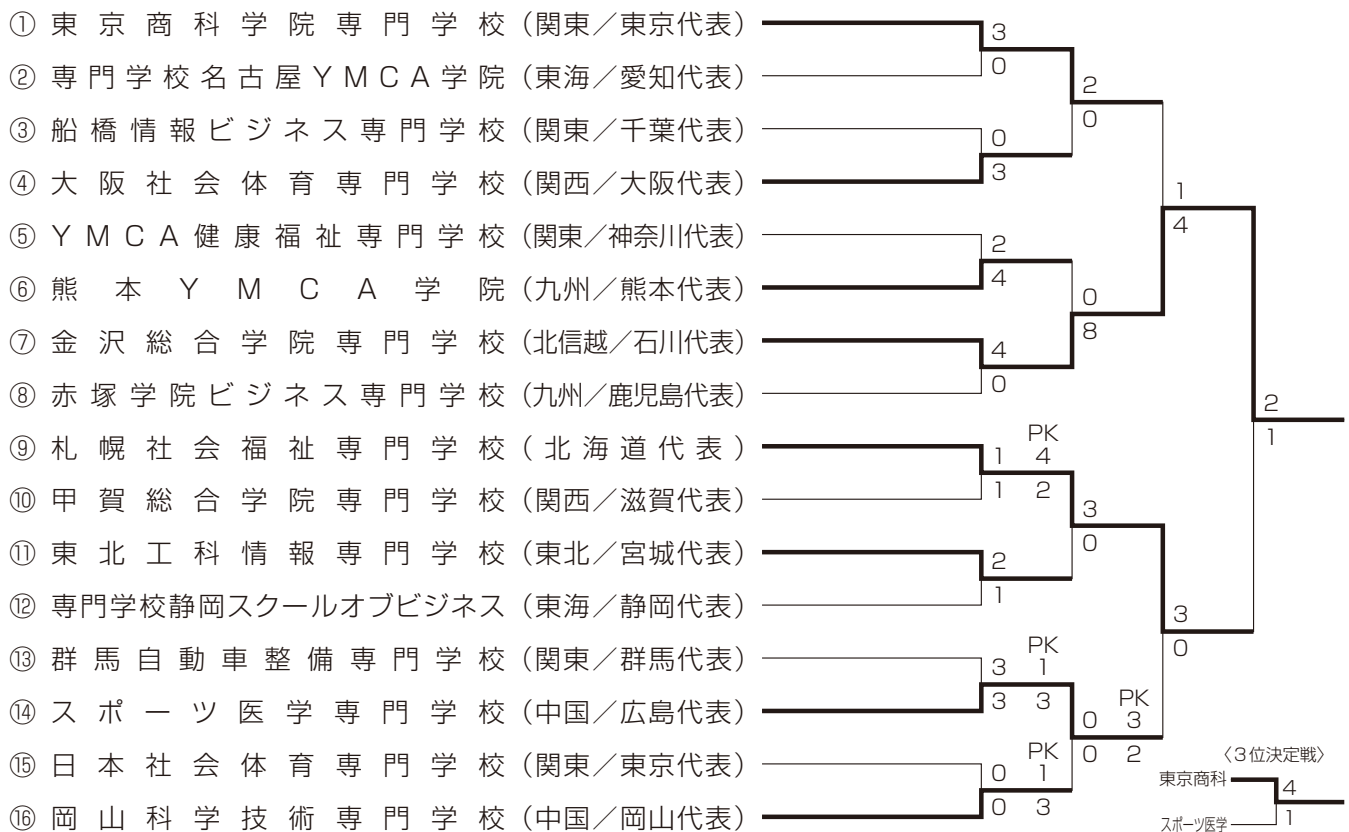 ① 東京商科学院専門学校 (関東／東京代表)
② 専門学校名古屋YMCA学院 (東海／愛知代表)
③ 船橋情報ビジネス専門学校 (関東／千葉代表)
④ 大阪社会体育専門学校 (関西／大阪代表)
⑤ YMCA健康福祉専門学校 (関東／神奈川代表)
⑥ 熊本YMCA学院 (九州／熊本代表)
⑦ 金沢総合学院専門学校 (北信越／石川代表)
⑧ 赤塚学院ビジネス専門学校 (九州／鹿児島代表)
⑨ 札幌社会福祉専門学校 (北海道代表)
⑩ 甲賀総合学院専門学校 (関西／滋賀代表)
⑪ 東北工科情報専門学校 (東北／宮城代表)
⑫ 専門学校静岡スクールオブビジネス (東海／静岡代表)
⑬ 群馬自動車整備専門学校 (関東／群馬代表)
⑭ スポーツ医学専門学校 (中国／広島代表)
⑮ 日本社会体育専門学校 (関東／東京代表)
⑯ 岡山科学技術専門学校 (中国／岡山代表)
3
0
0
3
2
4
4
0
PK
1 4
1 2
2
1
PK
3 1
3 3
PK
0 1
0 3
2
0
0
8
3
0
PK
0 3
0 2
1
4
3
0
2
1
〈3位決定戦〉
東京商科 4
スポーツ医学 1